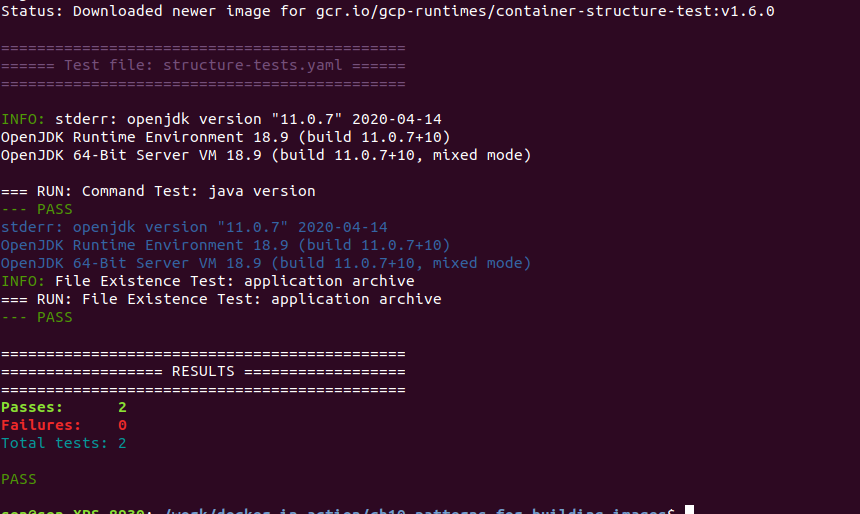 Status: Downloaded newer image for gcr.io/gcp-runtimes/container-structure-test:v1.6.0
=============================================
====== Test file: structure-tests.yaml ======
=============================================
INFO: stderr: openjdk version "11.0.7" 2020-04-14
OpenJDK Runtime Environment 18.9 (build 11.0.7+10)
OpenJDK 64-Bit Server VM 18.9 (build 11.0.7+10, mixed mode)
=== RUN: Command Test: java version
--- PASS
stderr: openjdk version "11.0.7" 2020-04-14
OpenJDK Runtime Environment 18.9 (build 11.0.7+10)
OpenJDK 64-Bit Server VM 18.9 (build 11.0.7+10, mixed mode)
INFO: File Existence Test: application archive
=== RUN: File Existence Test: application archive
--- PASS
=============================================
================== RESULTS ==================
=============================================
Passes: 2
Failures: 0
Total tests: 2
PASS